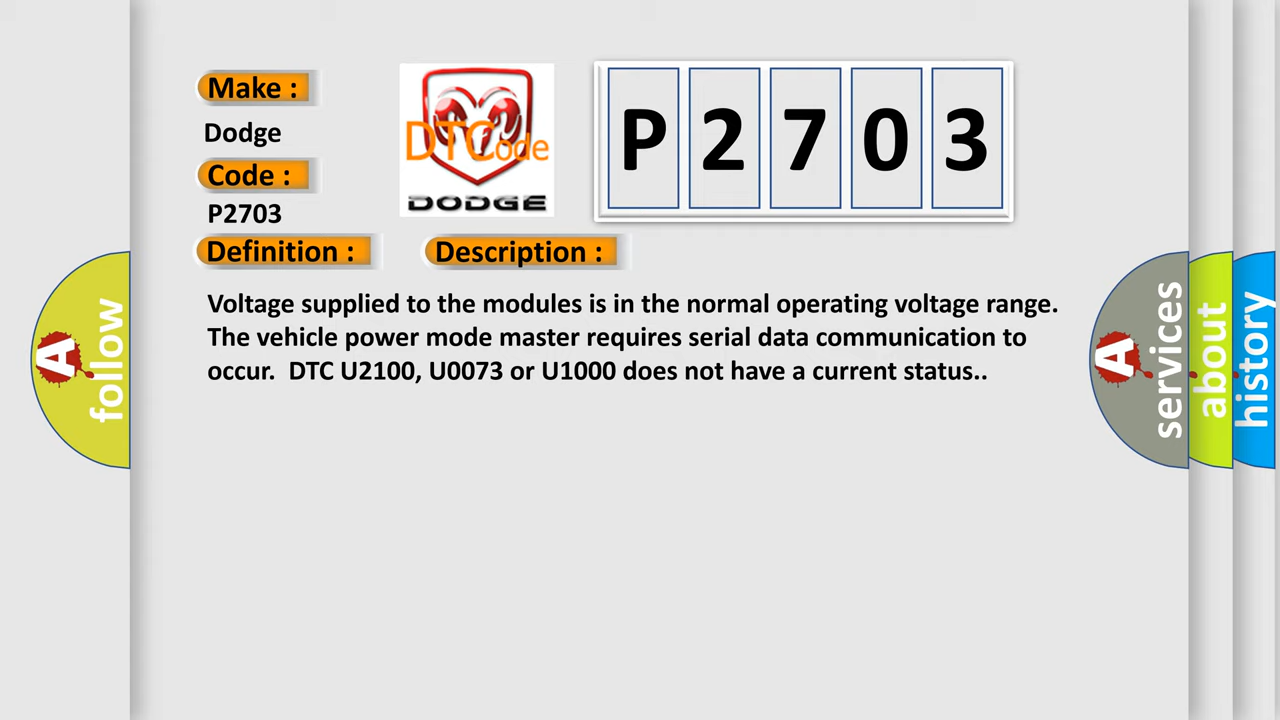 Make :
Dodge
Code :
P2703
DTCode
DODGE
P 2 7 0 3
Definition :
Description :
Voltage supplied to the modules is in the normal operating voltage range.
The vehicle power mode master requires serial data communication to
occur.  DTC U2100, U0073 or U1000 does not have a current status..
A follow
A services
about
history